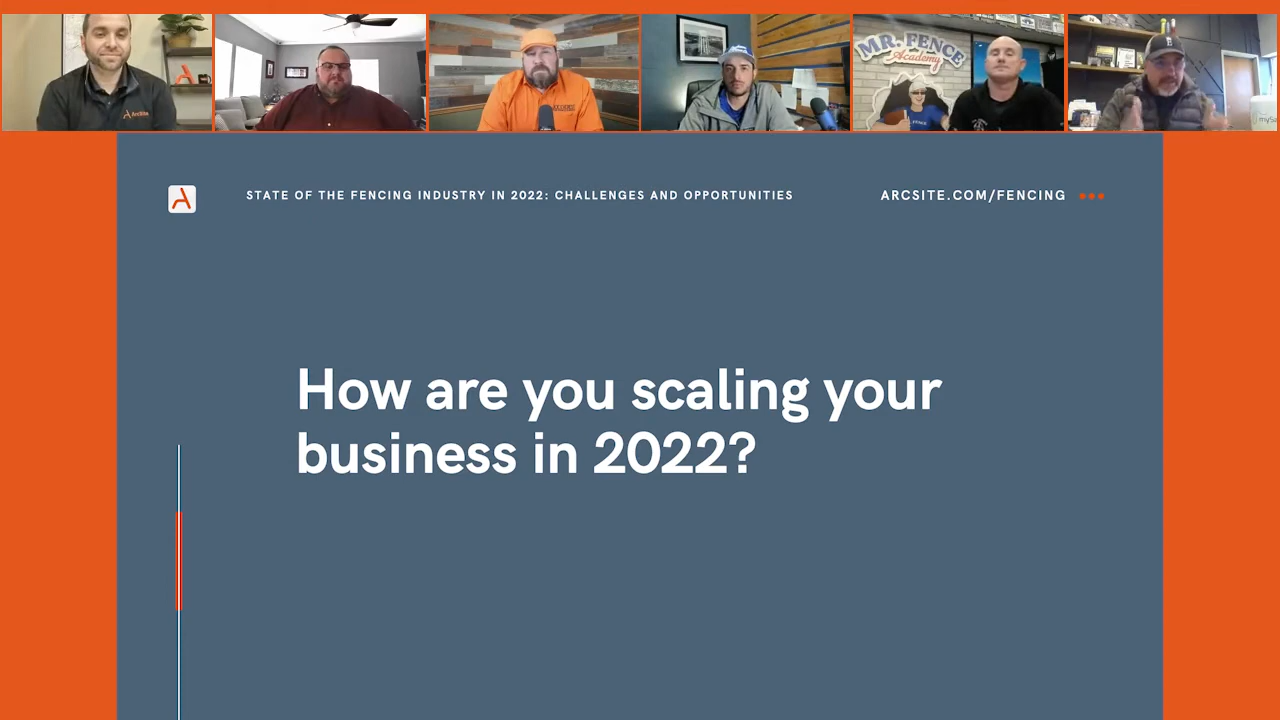 ArcSite
MR. FENCE
Academy
FENCE
STATE OF THE FENCING INDUSTRY IN 2022: CHALLENGES AND OPPORTUNITIES
ARCSITE.COM/FENCING
How are you scaling your
business in 2022?